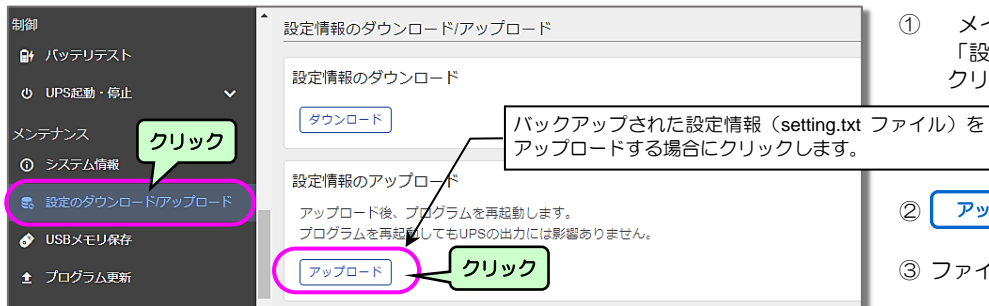 制御
バッテリテスト
UPS起動・停止
メンテナンス
システム情報
設定のダウンロード/アップロード
USBメモリ保存
プログラム更新
クリック
設定情報のダウンロード/アップロード
設定情報のダウンロード
ダウンロード
バックアップされた設定情報（setting.txt ファイル）を
アップロードする場合にクリックします。
設定情報のアップロード
アップロード後、プログラムを再起動します。
プログラムを再起動してもUPSの出力には影響ありません。
アップロード
クリック
① メイ
「設
クリ
② アッ
③ ファイ